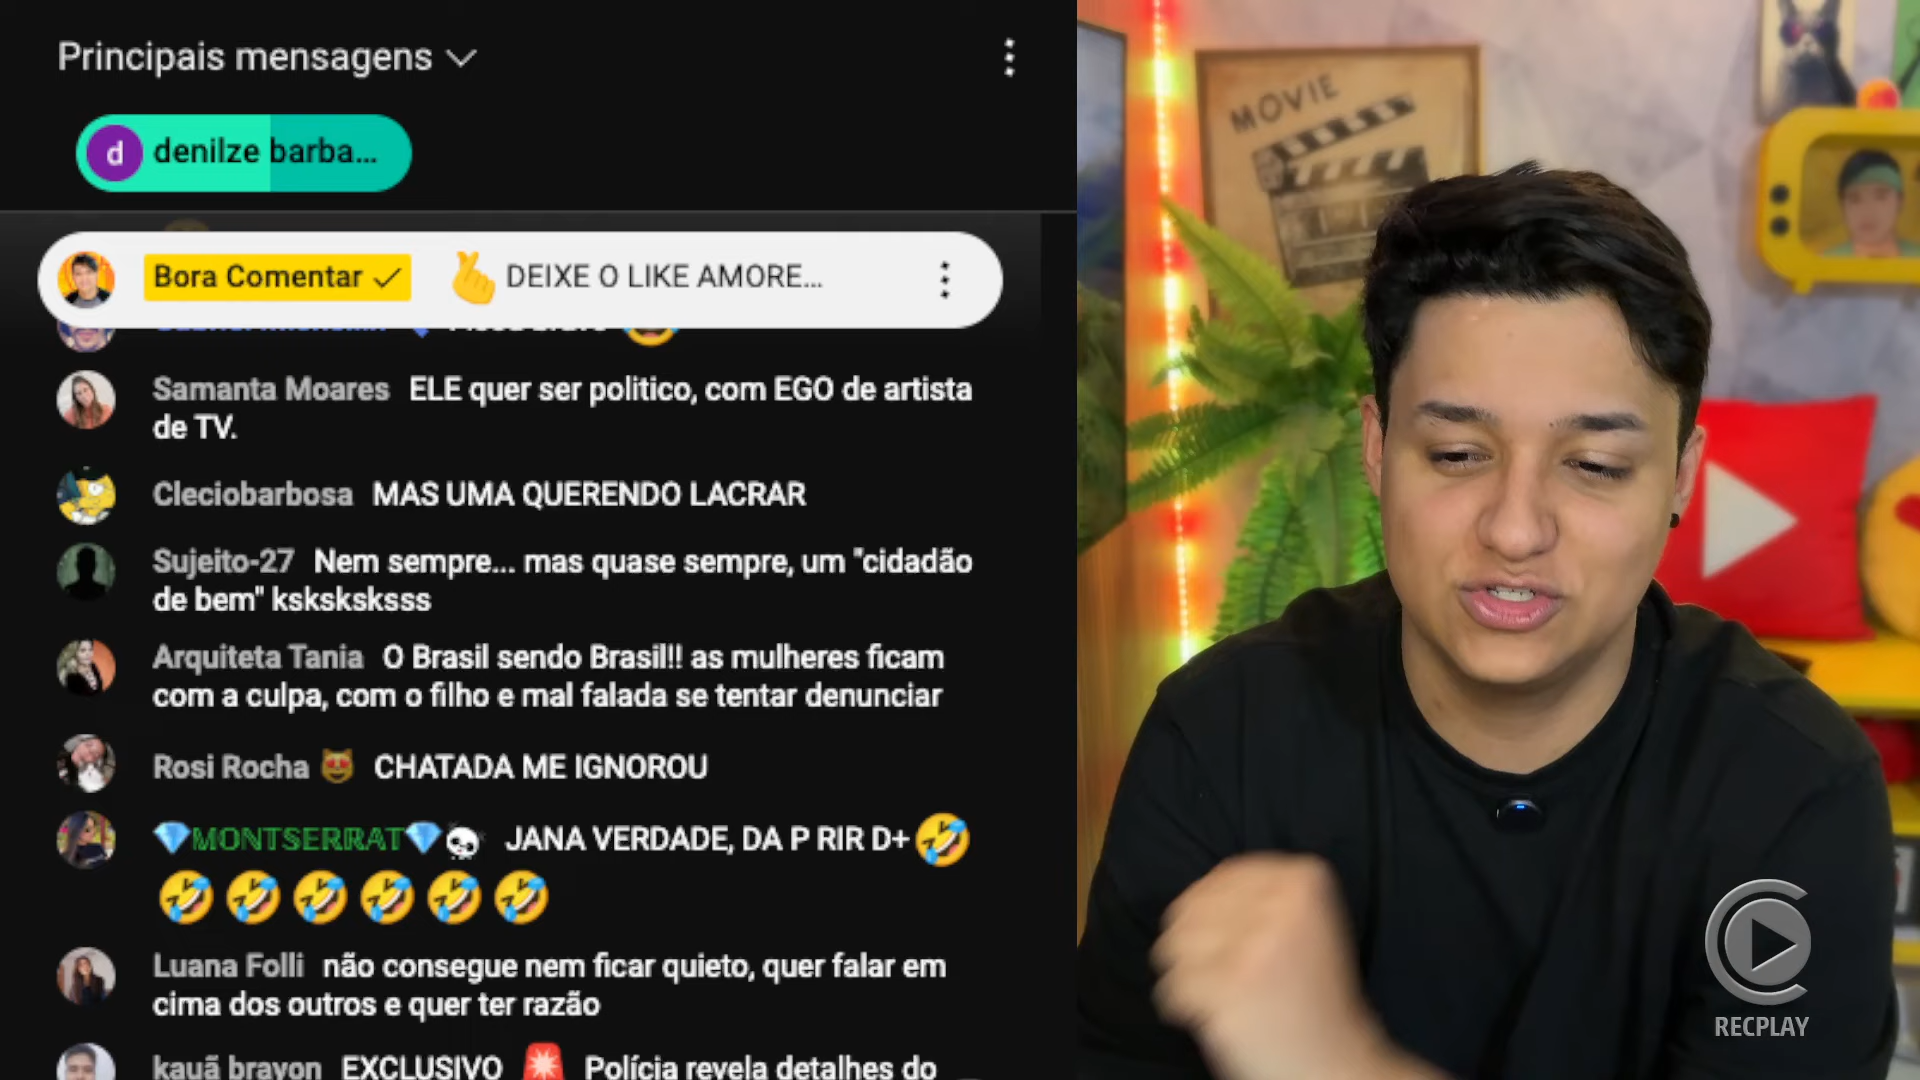 Principais mensagens
d denilze barba...
Bora Comentar DEIXE O LIKE AMORE...
Samanta Moares ELE quer ser politico, com EGO de artista
de TV.
Cleciobarbosa MAS UMA QUERENDO LACRAR
Sujeito-27 Nem sempre... mas quase sempre, um "cidadão
de bem" ksksksksss
Arquiteta Tania O Brasil sendo Brasil!! as mulheres ficam
com a culpa, com o filho e mal falada se tentar denunciar
Rosi Rocha 😻 CHATADA ME IGNOROU
💎MONTSERRAT💎 JANA VERDADE, DA P RIR D+🤣
🤣🤣🤣🤣🤣🤣
Luana Folli não consegue nem ficar quieto, quer falar em
cima dos outros e quer ter razão
kauã brayon EXCLUSIVO 🚨 Polícia revela detalhes do
MOVIE
RECPLAY